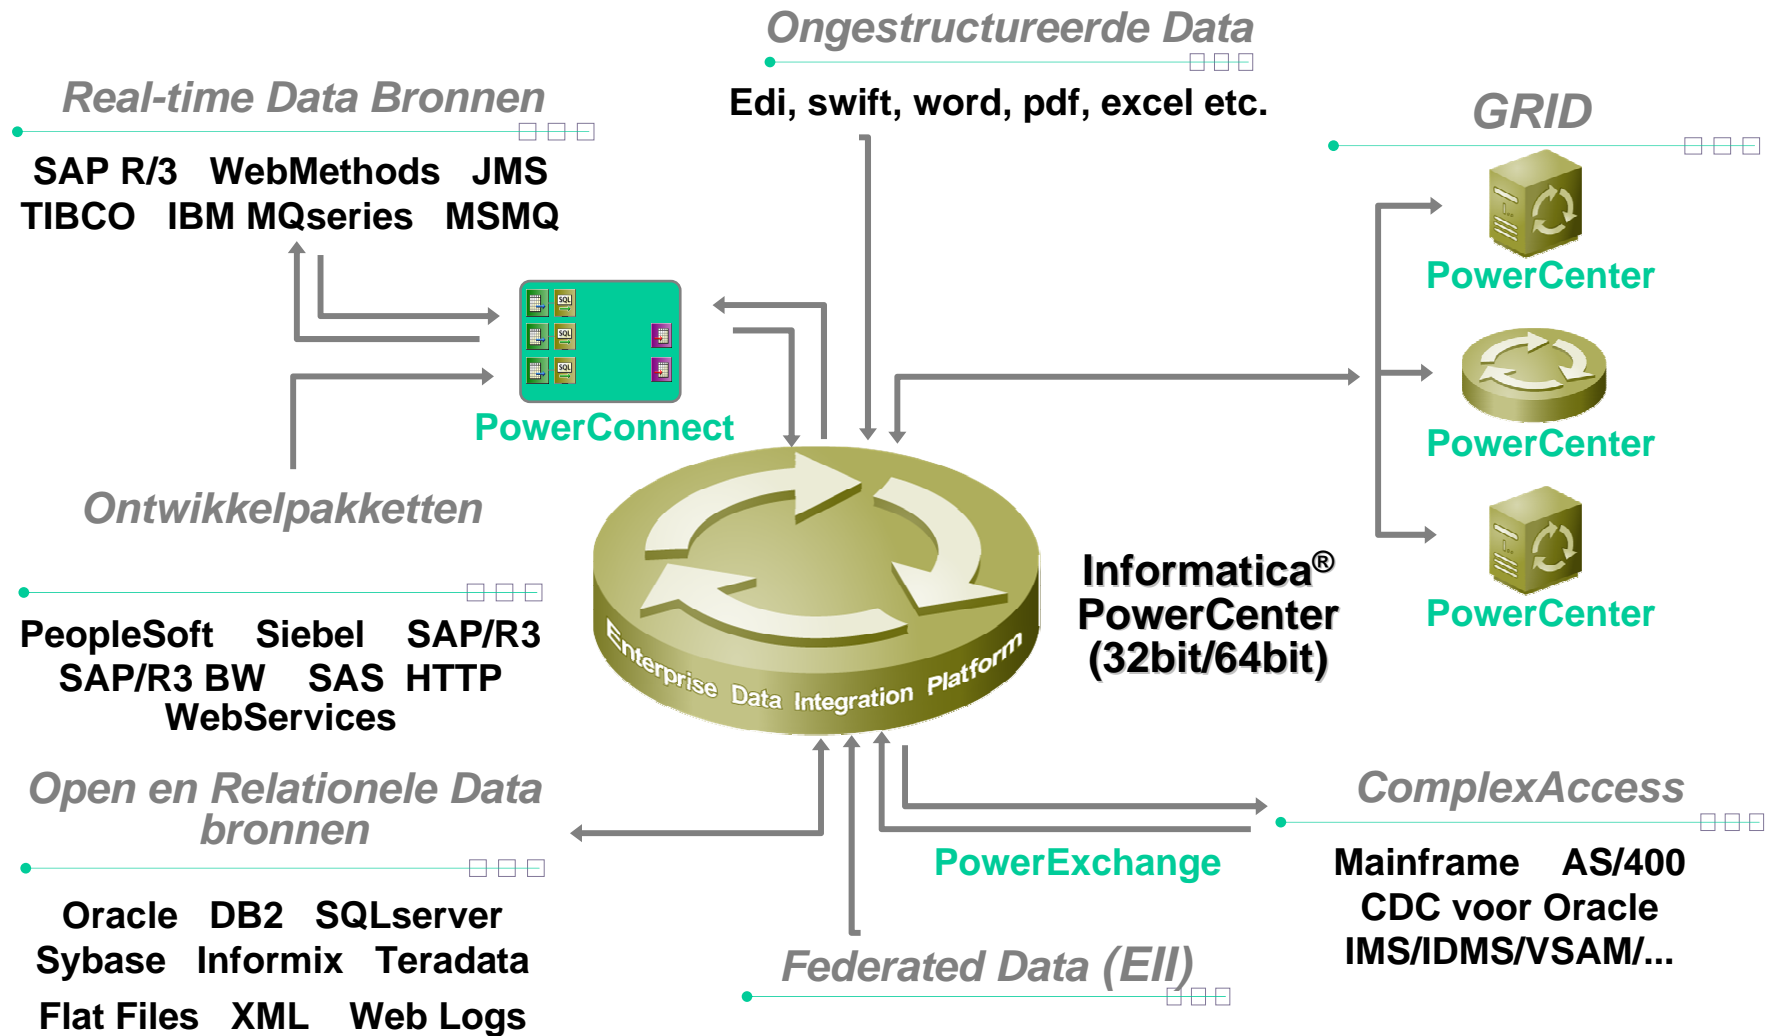 Ongestructureerde Data
Edi, swift, word, pdf, excel etc.
Real-time Data Bronnen
SAP R/3 WebMethods JMS
TIBCO IBM MQseries MSMQ
GRID
PowerCenter
PowerCenter
PowerCenter
SQL
SQL
SQL
PowerConnect
Ontwikkelpakketten
PeopleSoft Siebel SAP/R3
SAP/R3 BW SAS HTTP
WebServices
Enterprise Data Integration Platform
Informatica®
PowerCenter
(32bit/64bit)
Open en Relationele Data
bronnen
Oracle DB2 SQLserver
Sybase Informix Teradata
Flat Files XML Web Logs
PowerExchange
Federated Data (EII)
ComplexAccess
Mainframe AS/400
CDC voor Oracle
IMS/IDMS/VSAM/...